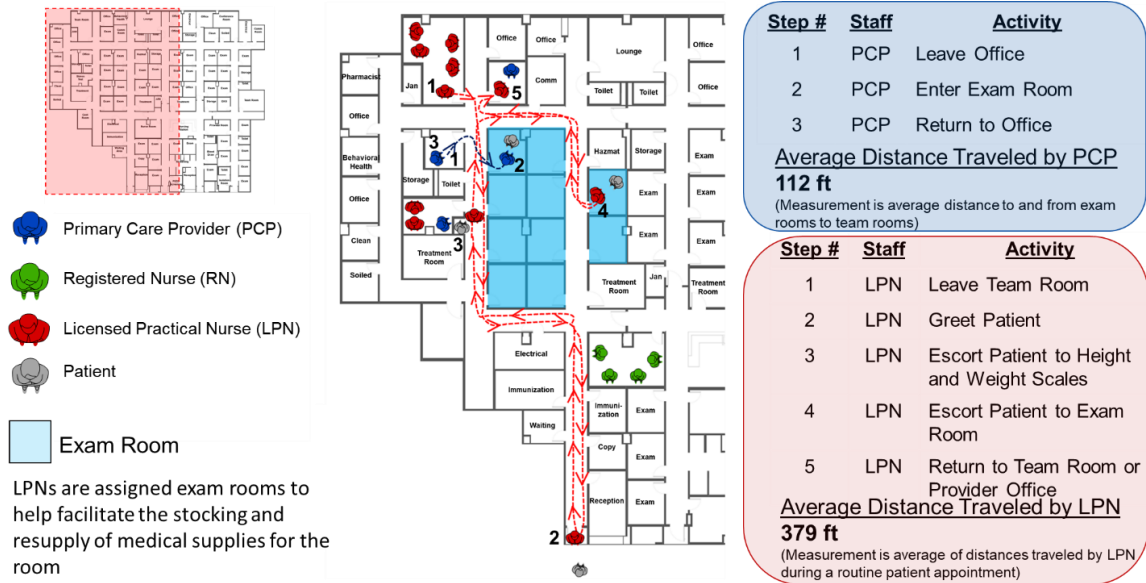 Primary Care Provider (PCP)
Registered Nurse (RN)
Licensed Practical Nurse (LPN)
Patient
Exam Room
LPNs are assigned exam rooms to
help facilitate the stocking and
resupply of medical supplies for the
room
Office
Office
Office
Lounge
Pharmacist
Jan
Comm
Toilet
Toilet
Office
1
5
Office
3
1
2
Hazmat
Storage
Exam
Behavioral
Health
Storage
Toilet
4
Exam
Exam
Office
3
Exam
Exam
Clean
Treatment
Room
Soiled
Treatment
Room
Jan
Treatment
Room
Electrical
Immunization
Immuni-
zation
Exam
Waiting
Copy
Exam
Reception
Exam
2
Step # Staff Activity
1 PCP Leave Office
2 PCP Enter Exam Room
3 PCP Return to Office
Average Distance Traveled by PCP
112 ft
(Measurement is average distance to and from exam
rooms to team rooms)
Step # Staff Activity
1 LPN Leave Team Room
2 LPN Greet Patient
3 LPN Escort Patient to Height
and Weight Scales
4 LPN Escort Patient to Exam
Room
5 LPN Return to Team Room or
Provider Office
Average Distance Traveled by LPN
379 ft
(Measurement is average of distances traveled by LPN
during a routine patient appointment)